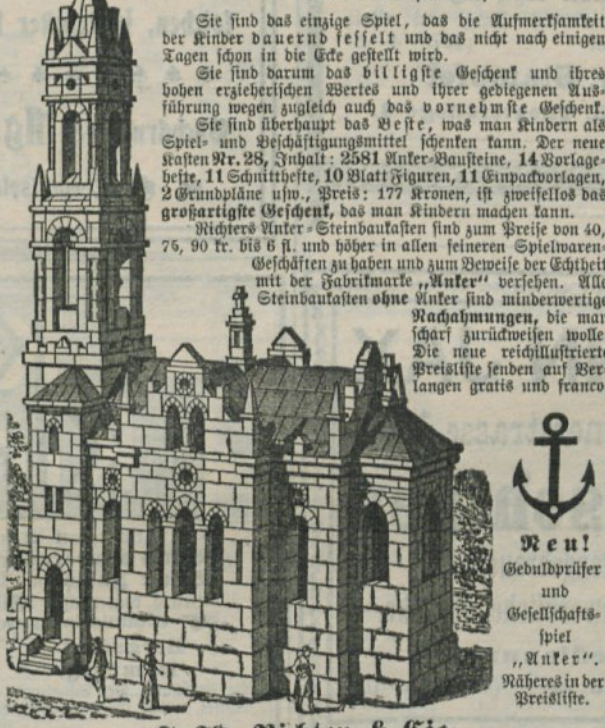 Sie sind das einzige Spiel, das die Aufmerksamkeit
der Kinder dauernd fesselt und das nicht nach einigen
Tagen schon in die Ecke gestellt wird.
Sie sind darum das billigste Geschenk und ihres
hohen erzieherischen Wertes und ihrer gediegenen Aus-
führung wegen zugleich auch das vornehmste Geschenk.
Sie sind überhaupt das Beste, was man Kindern als
Spiel- und Beschäftigungsmittel schenken kann. Der neue
Kasten Nr. 28, Inhalt: 2581 Anker-Bausteine, 14 Vorlage-
hefte, 11 Schnitthefte, 10 Blatt Figuren, 11 Einpackvorlagen,
2 Grundpläne usw., Preis: 177 Kronen, ist zweifellos das
großartigste Geschenk, das man Kindern machen kann.
Richters Anker-Steinbaukasten sind zum Preise von 40,
75, 90 kr. bis 6 fl. und höher in allen feineren Spielwaren-
Geschäften zu haben und zum Beweise der Echtheit
mit der Fabrikmarke „Anker“ versehen. Alle
Steinbaukasten ohne Anker sind minderwertige
Nachahmungen, die man
scharf zurückweisen wolle.
Die neue reichillustrierte
Preisliste senden auf Ver-
langen gratis und franco
Neu!
Geduldprüfer
und
Gesellschafts-
spiel
„Anker“.
Näheres in der
Preisliste.
Richter & Cie